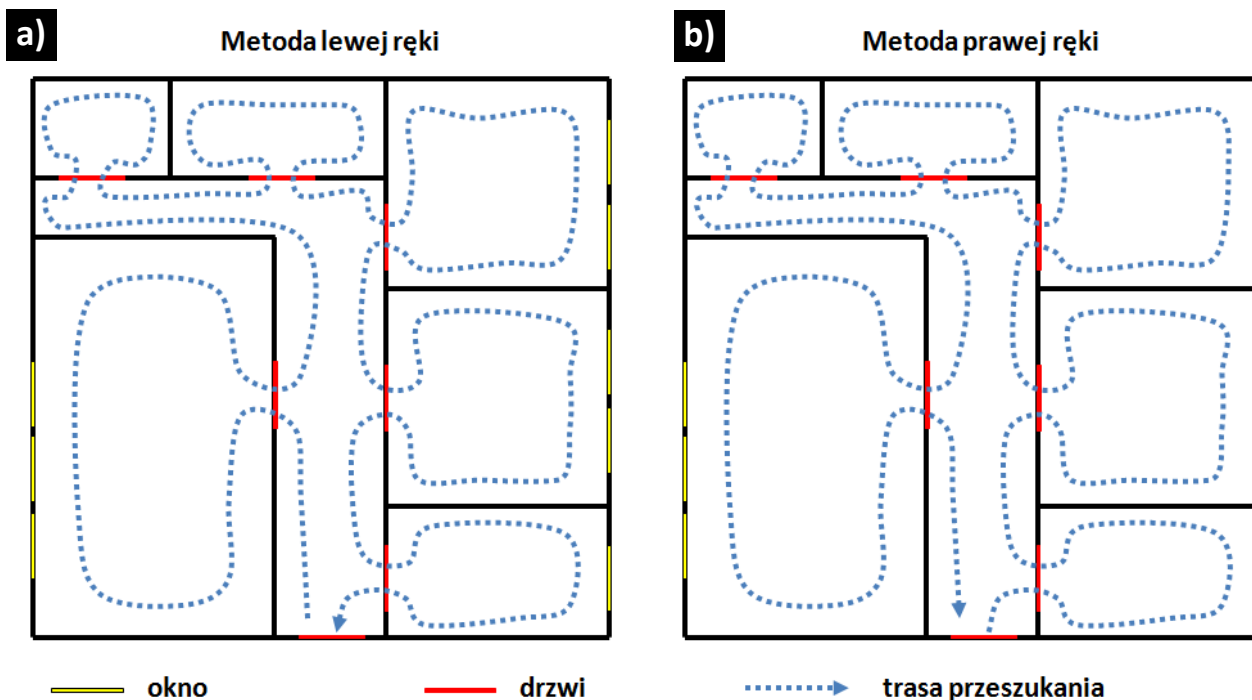 a)
Metoda lewej ręki
b)
Metoda prawej ręki
okno
drzwi
trasa przeszukania